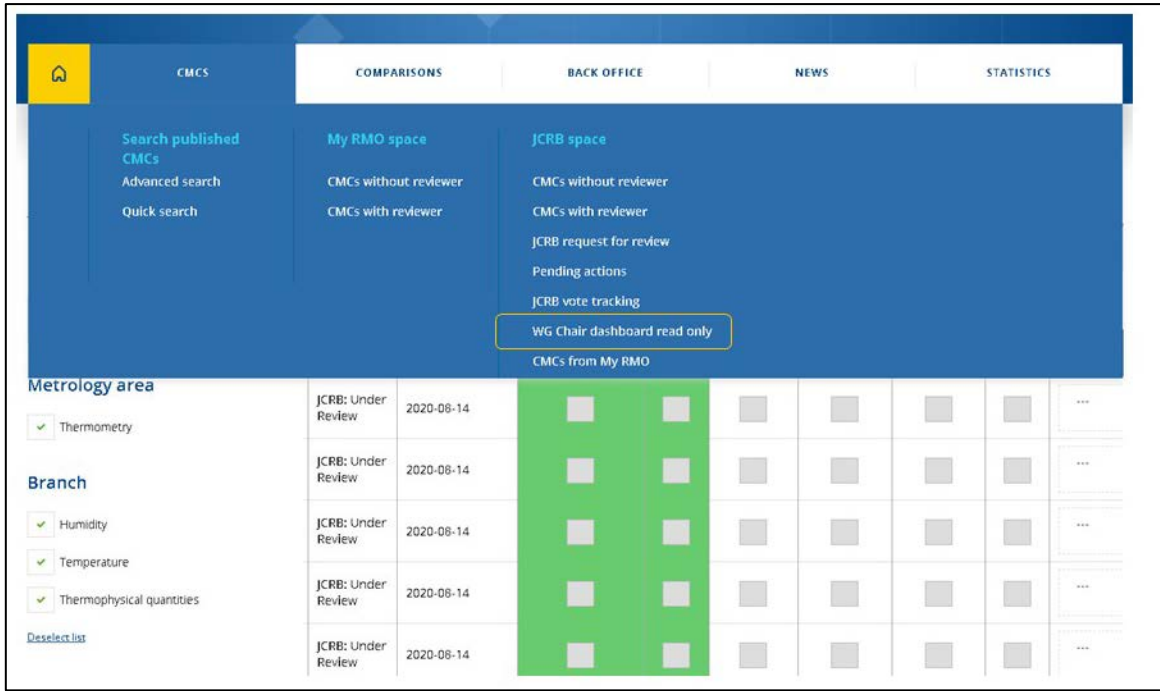 CMCS
COMPARISONS
BACK OFFICE
NEWS
STATISTICS
Search published
CMCs
Advanced search
Quick search
My RMO space
CMCs without reviewer
CMCs with reviewer
JCRB space
CMCs without reviewer
CMCs with reviewer
JCRB request for review
Pending actions
JCRB vote tracking
WG Chair dashboard read only
CMCs from My RMO
Metrology area
Thermometry
Branch
Humidity
Temperature
Thermophysical quantities
Deselect list
JCRB: Under
Review
2020-08-14
...
JCRB: Under
Review
2020-08-14
...
JCRB: Under
Review
2020-08-14
...
JCRB: Under
Review
2020-08-14
...
JCRB: Under
Review
2020-08-14
...